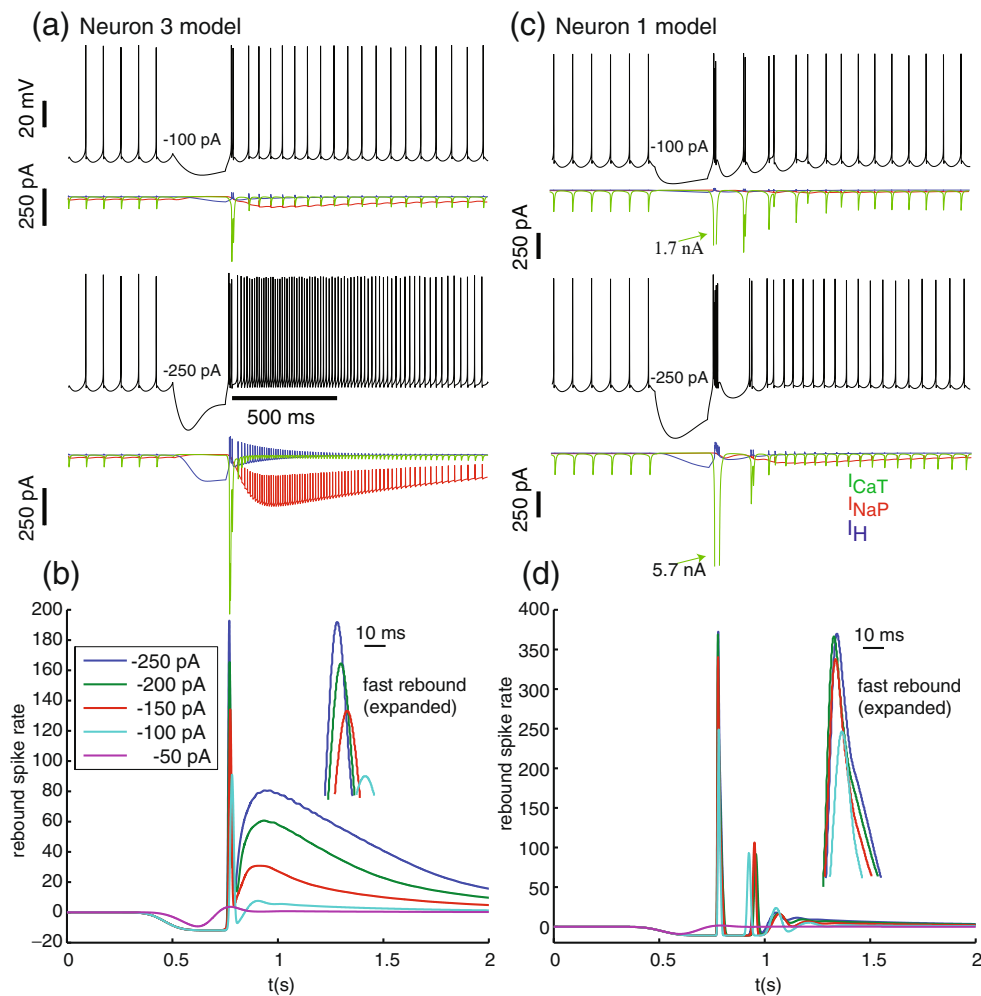 (a) Neuron 3 model
20 mV
-100 pA
250 pA
-250 pA
500 ms
250 pA
(c) Neuron 1 model
-100 pA
1.7 nA
250 pA
-250 pA
ICaT
INaP
IH
250 pA
5.7 nA
(b)
200
180
160
140
120
100
80
60
40
20
0
−20
rebound spike rate
-250 pA
-200 pA
-150 pA
-100 pA
-50 pA
10 ms
fast rebound
(expanded)
0 0.5 1 1.5 2
t(s)
(d)
400
350
300
250
200
150
100
50
0
rebound spike rate
10 ms
fast rebound
(expanded)
0 0.5 1 1.5 2
t(s)